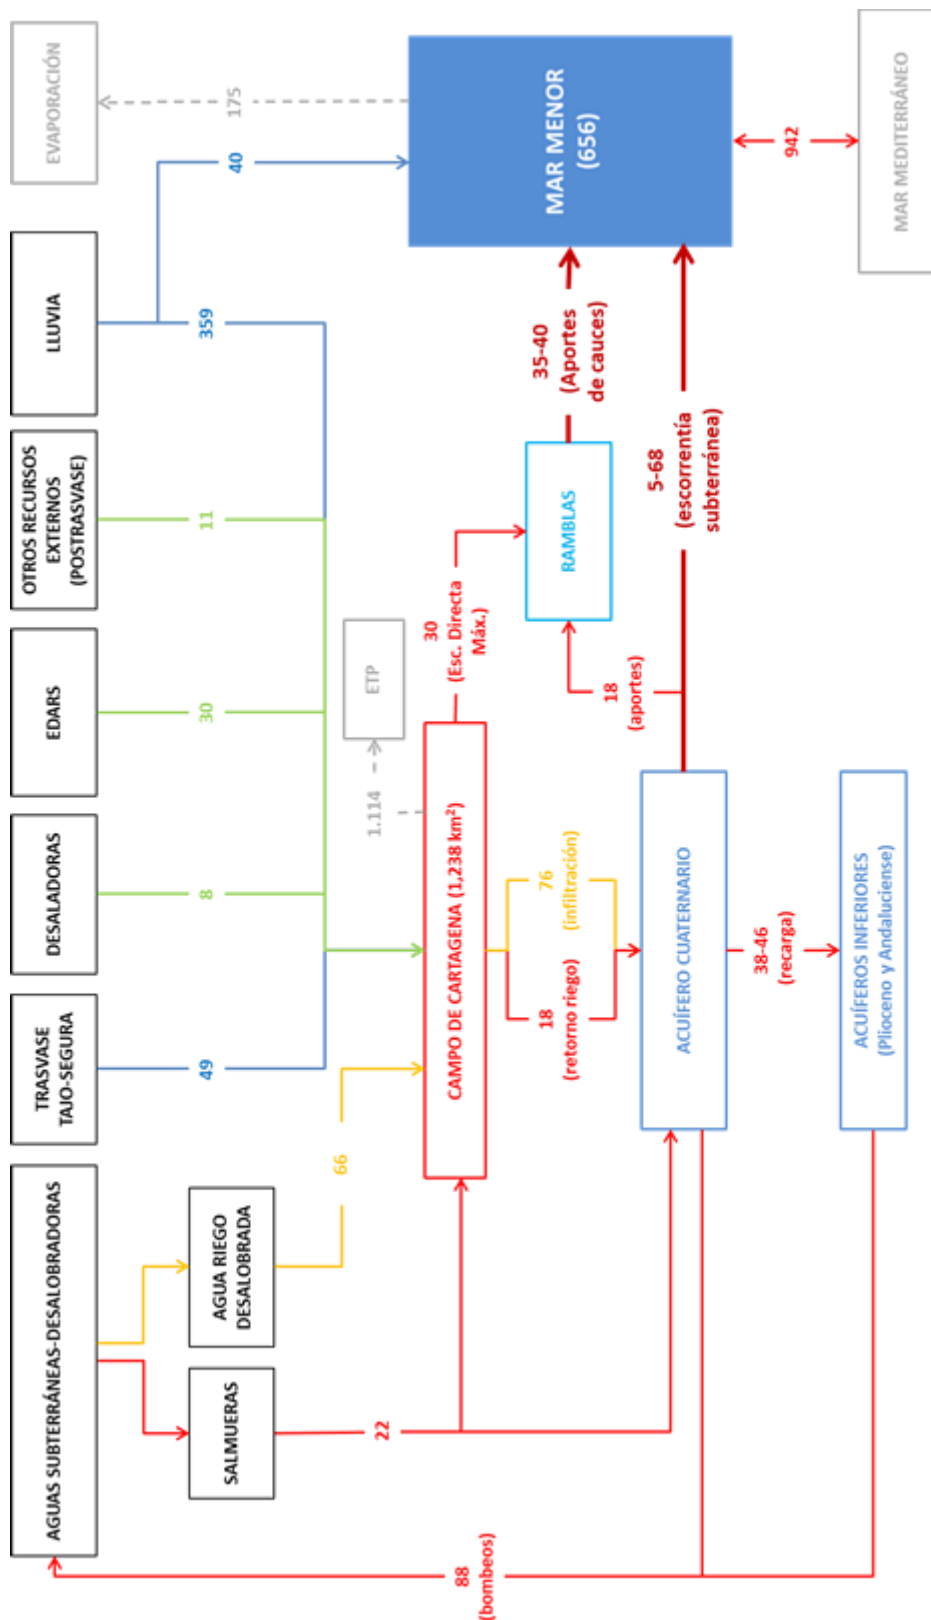 AGUAS SUBTERRÁNEAS-DESALOBRADORAS
TRASVASE
TAJO-SEGURA
DESALADORAS
EDARS
OTROS RECURSOS
EXTERNOS
(POSTRASVASE)
LLUVIA
EVAPORACIÓN
SALMUERAS
AGUA RIEGO
DESALOBRADA
49
8
30
11
359
40
175
66
22
ETP
1.114
CAMPO DE CARTAGENA (1,238 km²)
30
(Esc. Directa
Máx.)
RAMBLAS
35-40
(Aportes
de cauces)
MAR MENOR
(656)
18
(retorno riego)
76
(infiltración)
18
(aportes)
5-68
(escorrentía
subterránea)
88
(bombeos)
ACUÍFERO CUATERNARIO
38-46
(recarga)
ACUÍFEROS INFERIORES
(Plioceno y Andaluciense)
942
MAR MEDITERRÁNEO